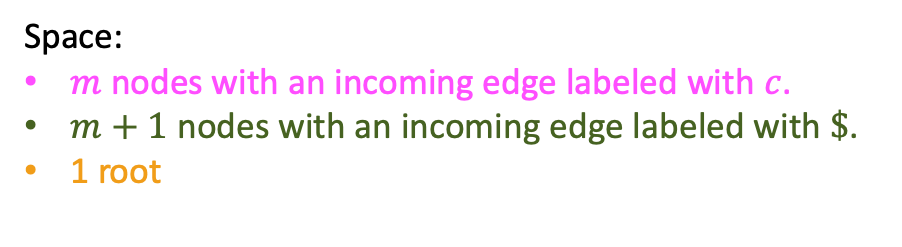 Space:
• m nodes with an incoming edge labeled with c.
• m + 1 nodes with an incoming edge labeled with $.
• 1 root